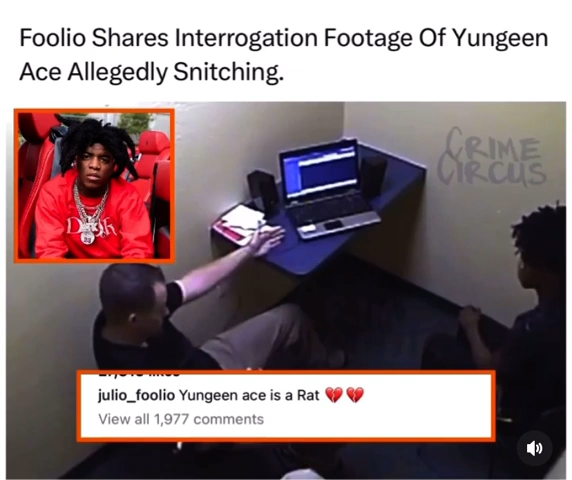 Foolio Shares Interrogation Footage Of Yungeen
Ace Allegedly Snitching.
CRIME
CIRCUS
julio_foolio Yungeen ace is a Rat 💔💔
View all 1,977 comments